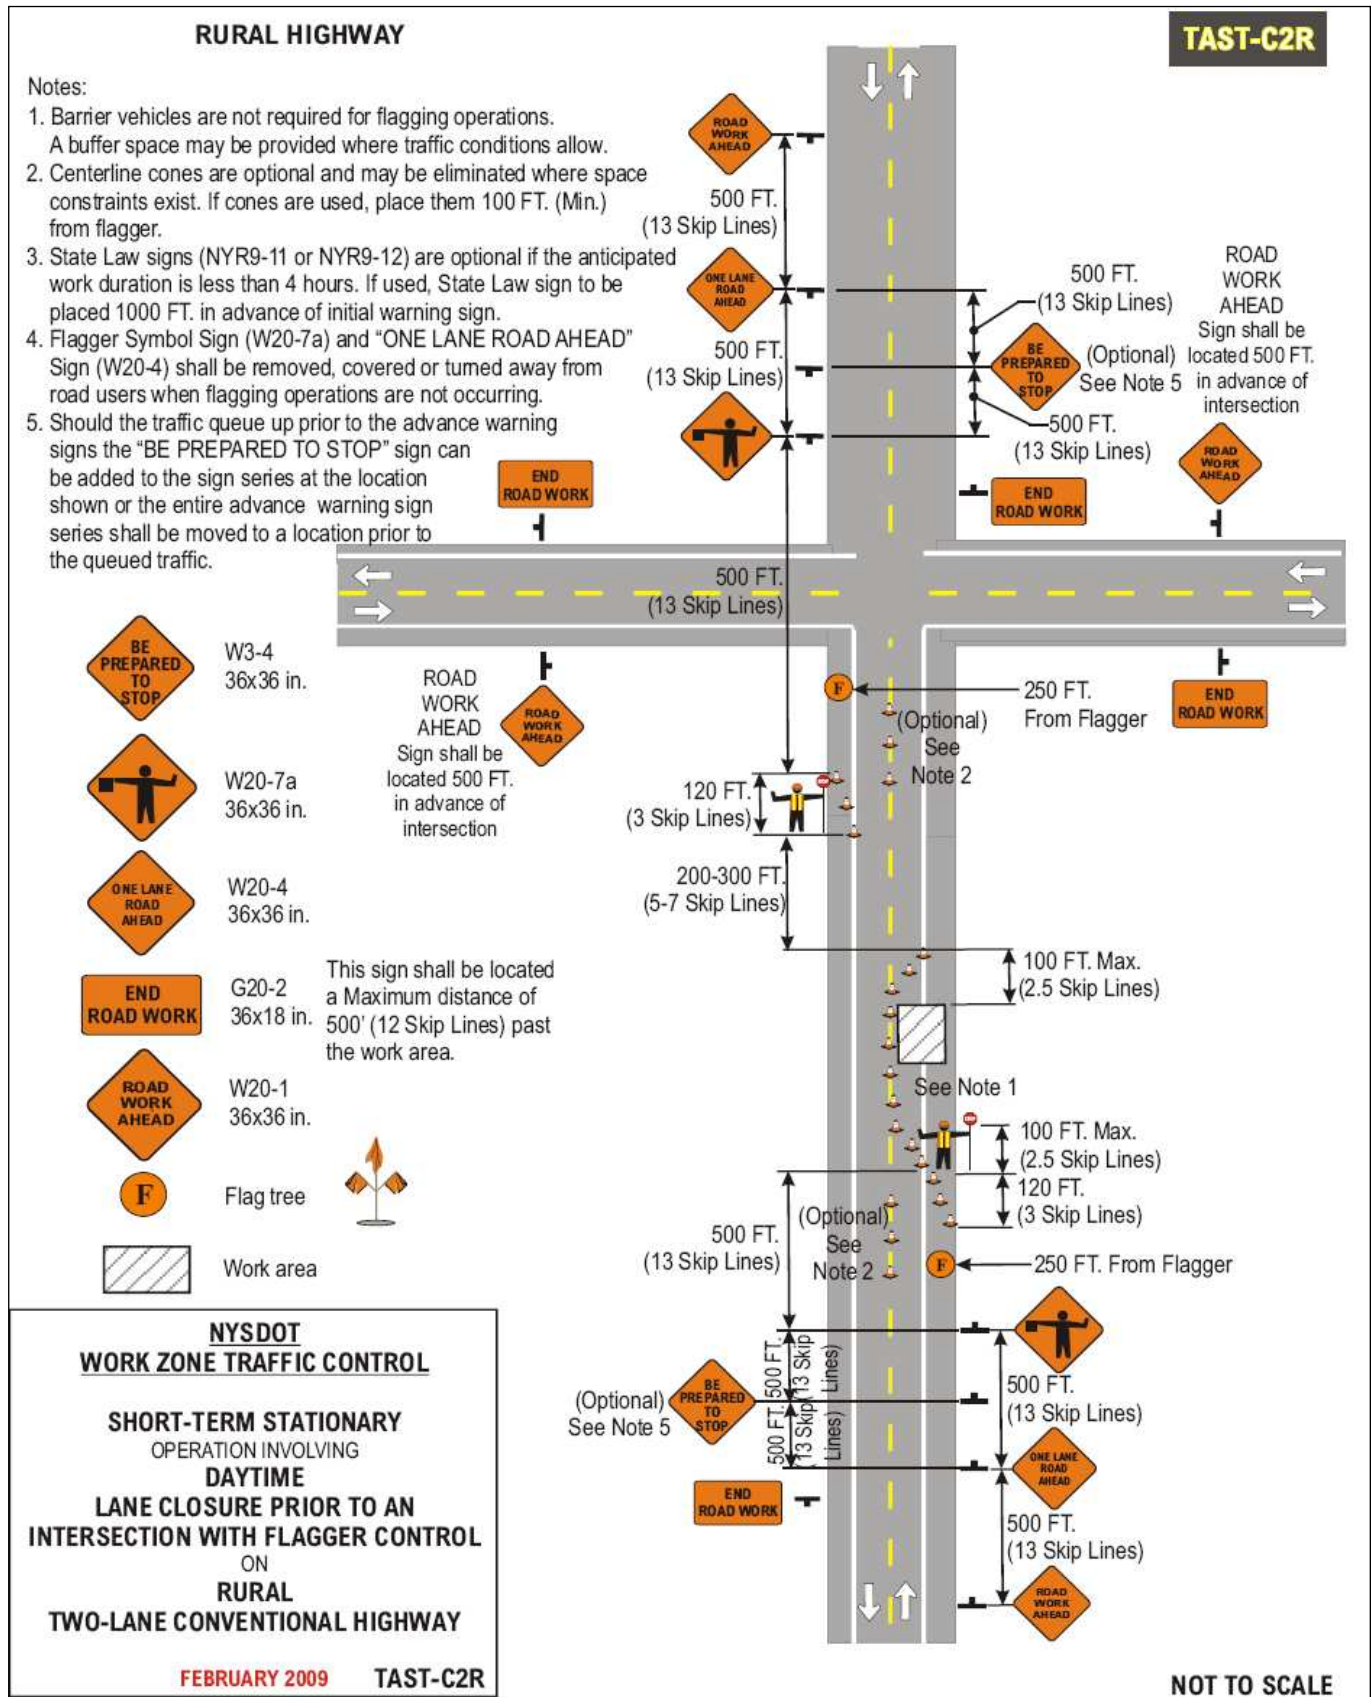 RURAL HIGHWAY
TAST-C2R
Notes:
1. Barrier vehicles are not required for flagging operations.
A buffer space may be provided where traffic conditions allow.
2. Centerline cones are optional and may be eliminated where space
constraints exist. If cones are used, place them 100 FT. (Min.)
from flagger.
3. State Law signs (NYR9-11 or NYR9-12) are optional if the anticipated
work duration is less than 4 hours. If used, State Law sign to be
placed 1000 FT. in advance of initial warning sign.
4. Flagger Symbol Sign (W20-7a) and “ONE LANE ROAD AHEAD”
Sign (W20-4) shall be removed, covered or turned away from
road users when flagging operations are not occurring.
5. Should the traffic queue up prior to the advance warning
signs the “BE PREPARED TO STOP” sign can
be added to the sign series at the location
shown or the entire advance warning sign
series shall be moved to a location prior to
the queued traffic.
ROAD
WORK
AHEAD
500 FT.
(13 Skip Lines)
ONE LANE
ROAD
AHEAD
500 FT.
(13 Skip Lines)
500 FT.
(13 Skip Lines)
BE
PREPARED
TO
STOP
(Optional)
See Note 5
500 FT.
(13 Skip Lines)
ROAD
WORK
AHEAD
Sign shall be
located 500 FT.
in advance of
intersection
ROAD
WORK
AHEAD
END
ROAD WORK
END
ROAD WORK
500 FT.
(13 Skip Lines)
BE
PREPARED
TO
STOP
W3-4
36x36 in.
W20-7a
36x36 in.
ONE LANE
ROAD
AHEAD
W20-4
36x36 in.
END
ROAD WORK
G20-2
36x18 in.
This sign shall be located
a Maximum distance of
500' (12 Skip Lines) past
the work area.
ROAD
WORK
AHEAD
W20-1
36x36 in.
F
Flag tree
Work area
ROAD
WORK
AHEAD
Sign shall be
located 500 FT.
in advance of
intersection
ROAD
WORK
AHEAD
F
250 FT.
From Flagger
END
ROAD WORK
(Optional)
See
Note 2
120 FT.
(3 Skip Lines)
200-300 FT.
(5-7 Skip Lines)
100 FT. Max.
(2.5 Skip Lines)
See Note 1
100 FT. Max.
(2.5 Skip Lines)
120 FT.
(3 Skip Lines)
500 FT.
(13 Skip Lines)
(Optional)
See
Note 2
F
250 FT. From Flagger
500 FT.
(13 Skip
Lines)
500 FT.
(13 Skip
Lines)
(Optional)
See Note 5
BE
PREPARED
TO
STOP
500 FT.
(13 Skip Lines)
ONE LANE
ROAD
AHEAD
END
ROAD WORK
500 FT.
(13 Skip Lines)
ROAD
WORK
AHEAD
NYSDOT
WORK ZONE TRAFFIC CONTROL
SHORT-TERM STATIONARY
OPERATION INVOLVING
DAYTIME
LANE CLOSURE PRIOR TO AN
INTERSECTION WITH FLAGGER CONTROL
ON
RURAL
TWO-LANE CONVENTIONAL HIGHWAY
FEBRUARY 2009 TAST-C2R
NOT TO SCALE